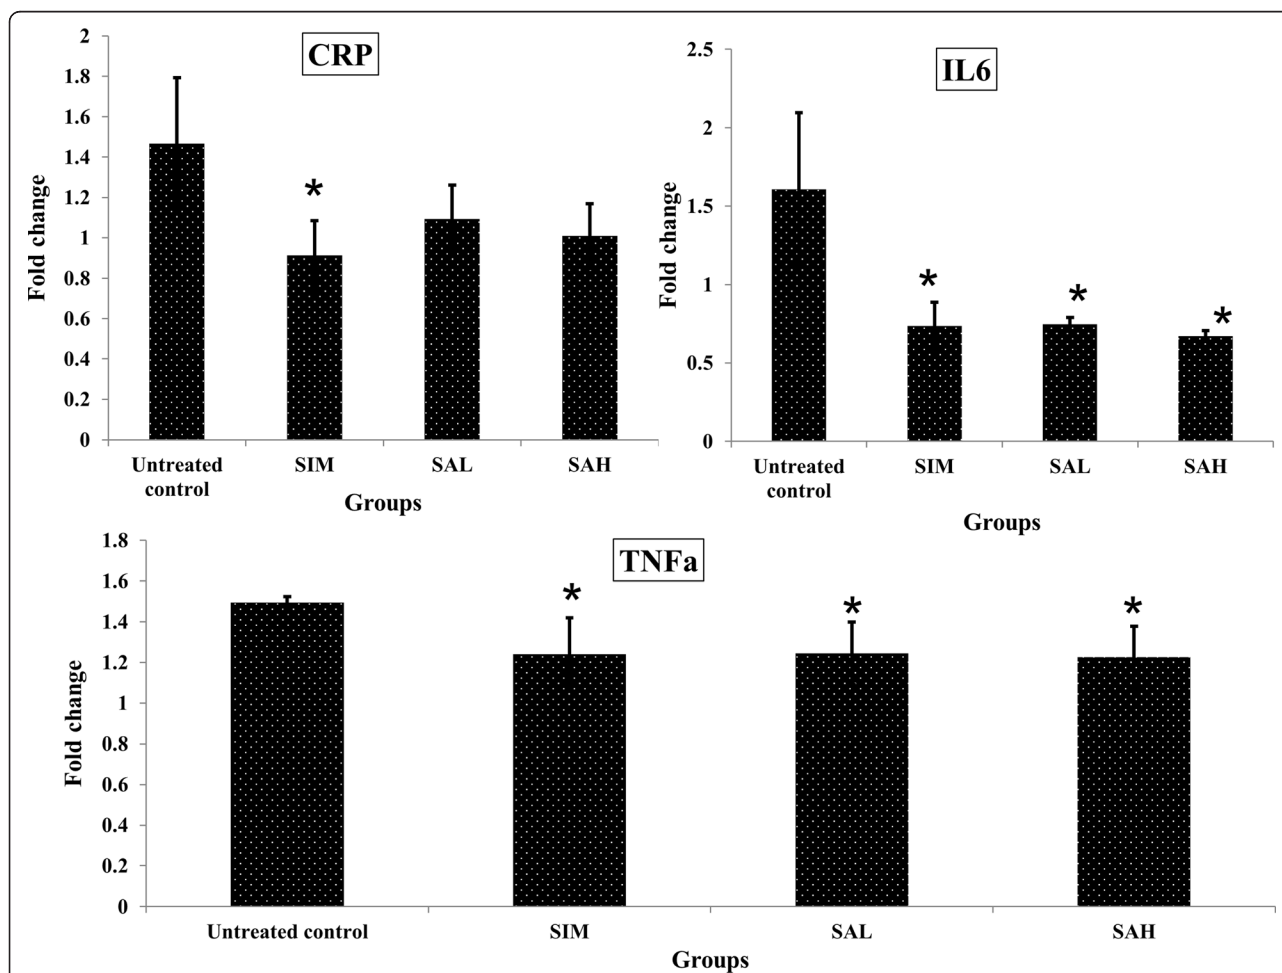 CRP
2
1.8
1.6
1.4
1.2
1
0.8
0.6
0.4
0.2
0
Fold change
*
Untreated control
SIM
SAL
SAH
Groups
IL6
2.5
2
1.5
1
0.5
0
Fold change
*
*
*
Untreated control
SIM
SAL
SAH
Groups
TNFa
1.8
1.6
1.4
1.2
1
0.8
0.6
0.4
0.2
0
Fold change
*
*
*
Untreated control
SIM
SAL
SAH
Groups